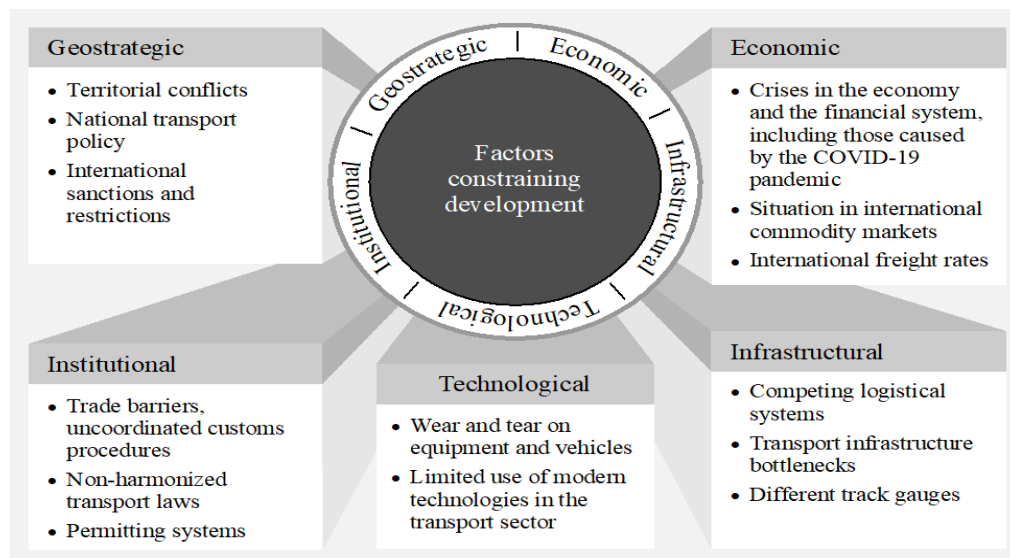 Geostrategic
• Territorial conflicts
• National transport
policy
• International
sanctions and
restrictions
Geostrategic
Economic
Infrastructural
Technological
Institutional
Factors
constraining
development
Economic
• Crises in the economy
and the financial system,
including those caused
by the COVID-19
pandemic
• Situation in international
commodity markets
• International freight rates
Institutional
• Trade barriers,
uncoordinated customs
procedures
• Non-harmonized
transport laws
• Permitting systems
Technological
• Wear and tear on
equipment and vehicles
• Limited use of modern
technologies in the
transport sector
Infrastructural
• Competing logistical
systems
• Transport infrastructure
bottlenecks
• Different track gauges